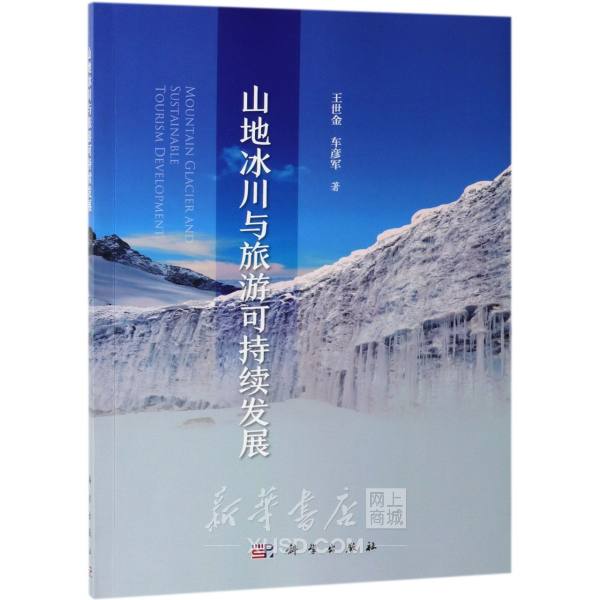 山地冰川与旅游可持续发展
MOUNTAIN GLACIER AND
SUSTAINABLE
TOURISM DEVELOPMENT
王世金 车彦军 著
新华书店
网上
商城
XHSD.COM
科学出版社